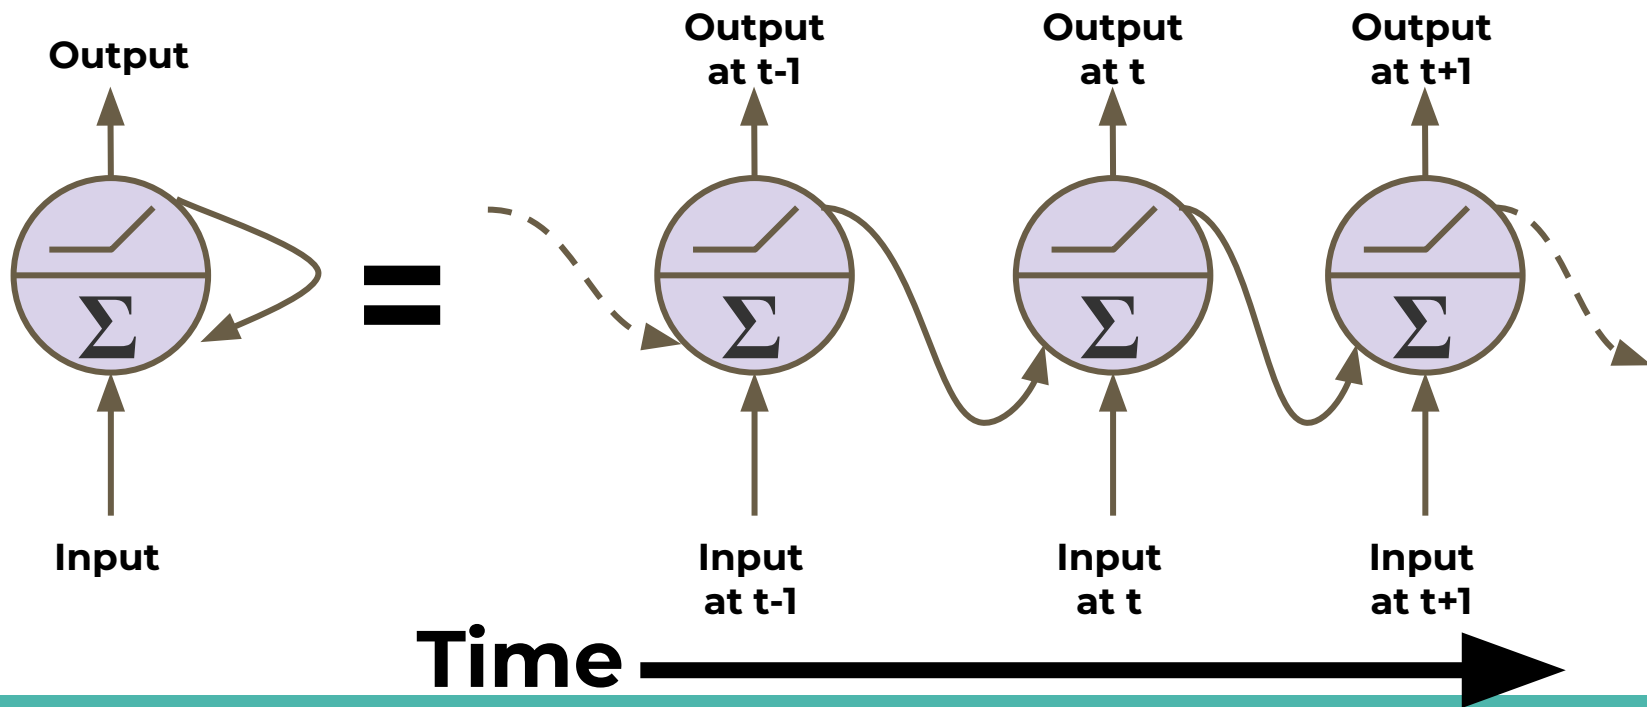 Output
Output
at t-1
Output
at t
Output
at t+1
Σ
=
Σ
Σ
Σ
Input
Input
at t-1
Input
at t
Input
at t+1
Time